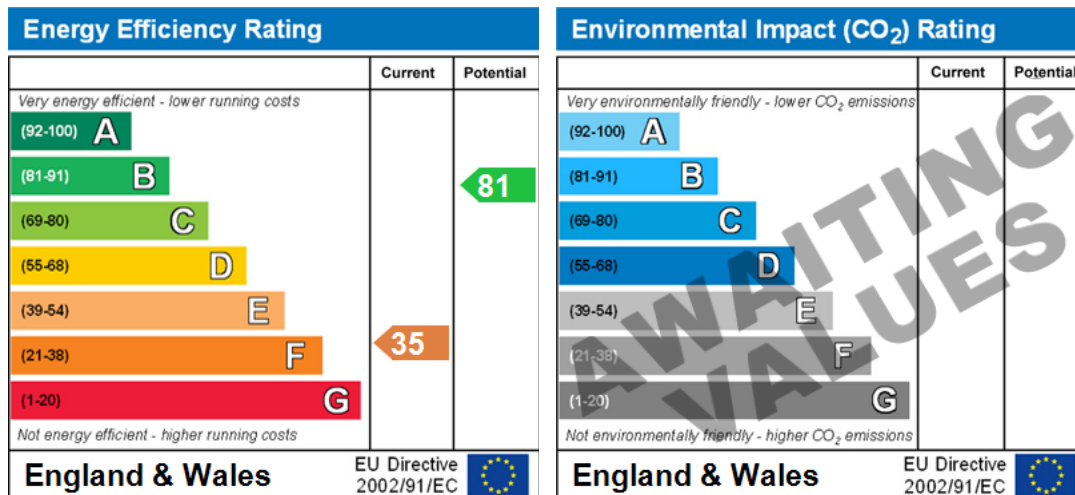 Energy Efficiency Rating
Current Potential
Very energy efficient - lower running costs
(92-100) A
(81-91) B
81
(69-80) C
(55-68) D
(39-54) E
35
(21-38) F
(1-20) G
Not energy efficient - higher running costs
England & Wales
EU Directive
2002/91/EC
Environmental Impact (CO2) Rating
Current Potential
Very environmentally friendly - lower CO2 emissions
(92-100) A
(81-91) B
(69-80) C
(55-68) D
(39-54) E
(21-38) F
(1-20) G
AWAITING
VALUES
Not environmentally friendly - higher CO2 emissions
England & Wales
EU Directive
2002/91/EC